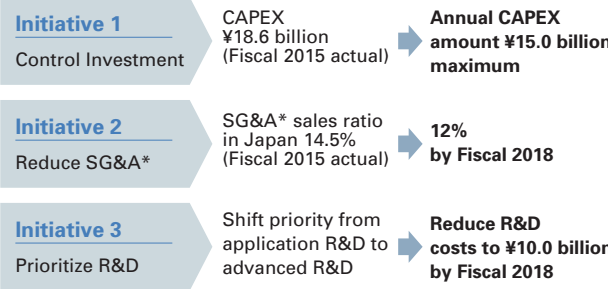 Initiative 1
Control Investment
CAPEX
¥18.6 billion
(Fiscal 2015 actual)
Annual CAPEX
amount ¥15.0 billion
maximum
Initiative 2
Reduce SG&A*
SG&A* sales ratio
in Japan 14.5%
(Fiscal 2015 actual)
12%
by Fiscal 2018
Initiative 3
Prioritize R&D
Shift priority from
application R&D to
advanced R&D
Reduce R&D
costs to ¥10.0 billion
by Fiscal 2018